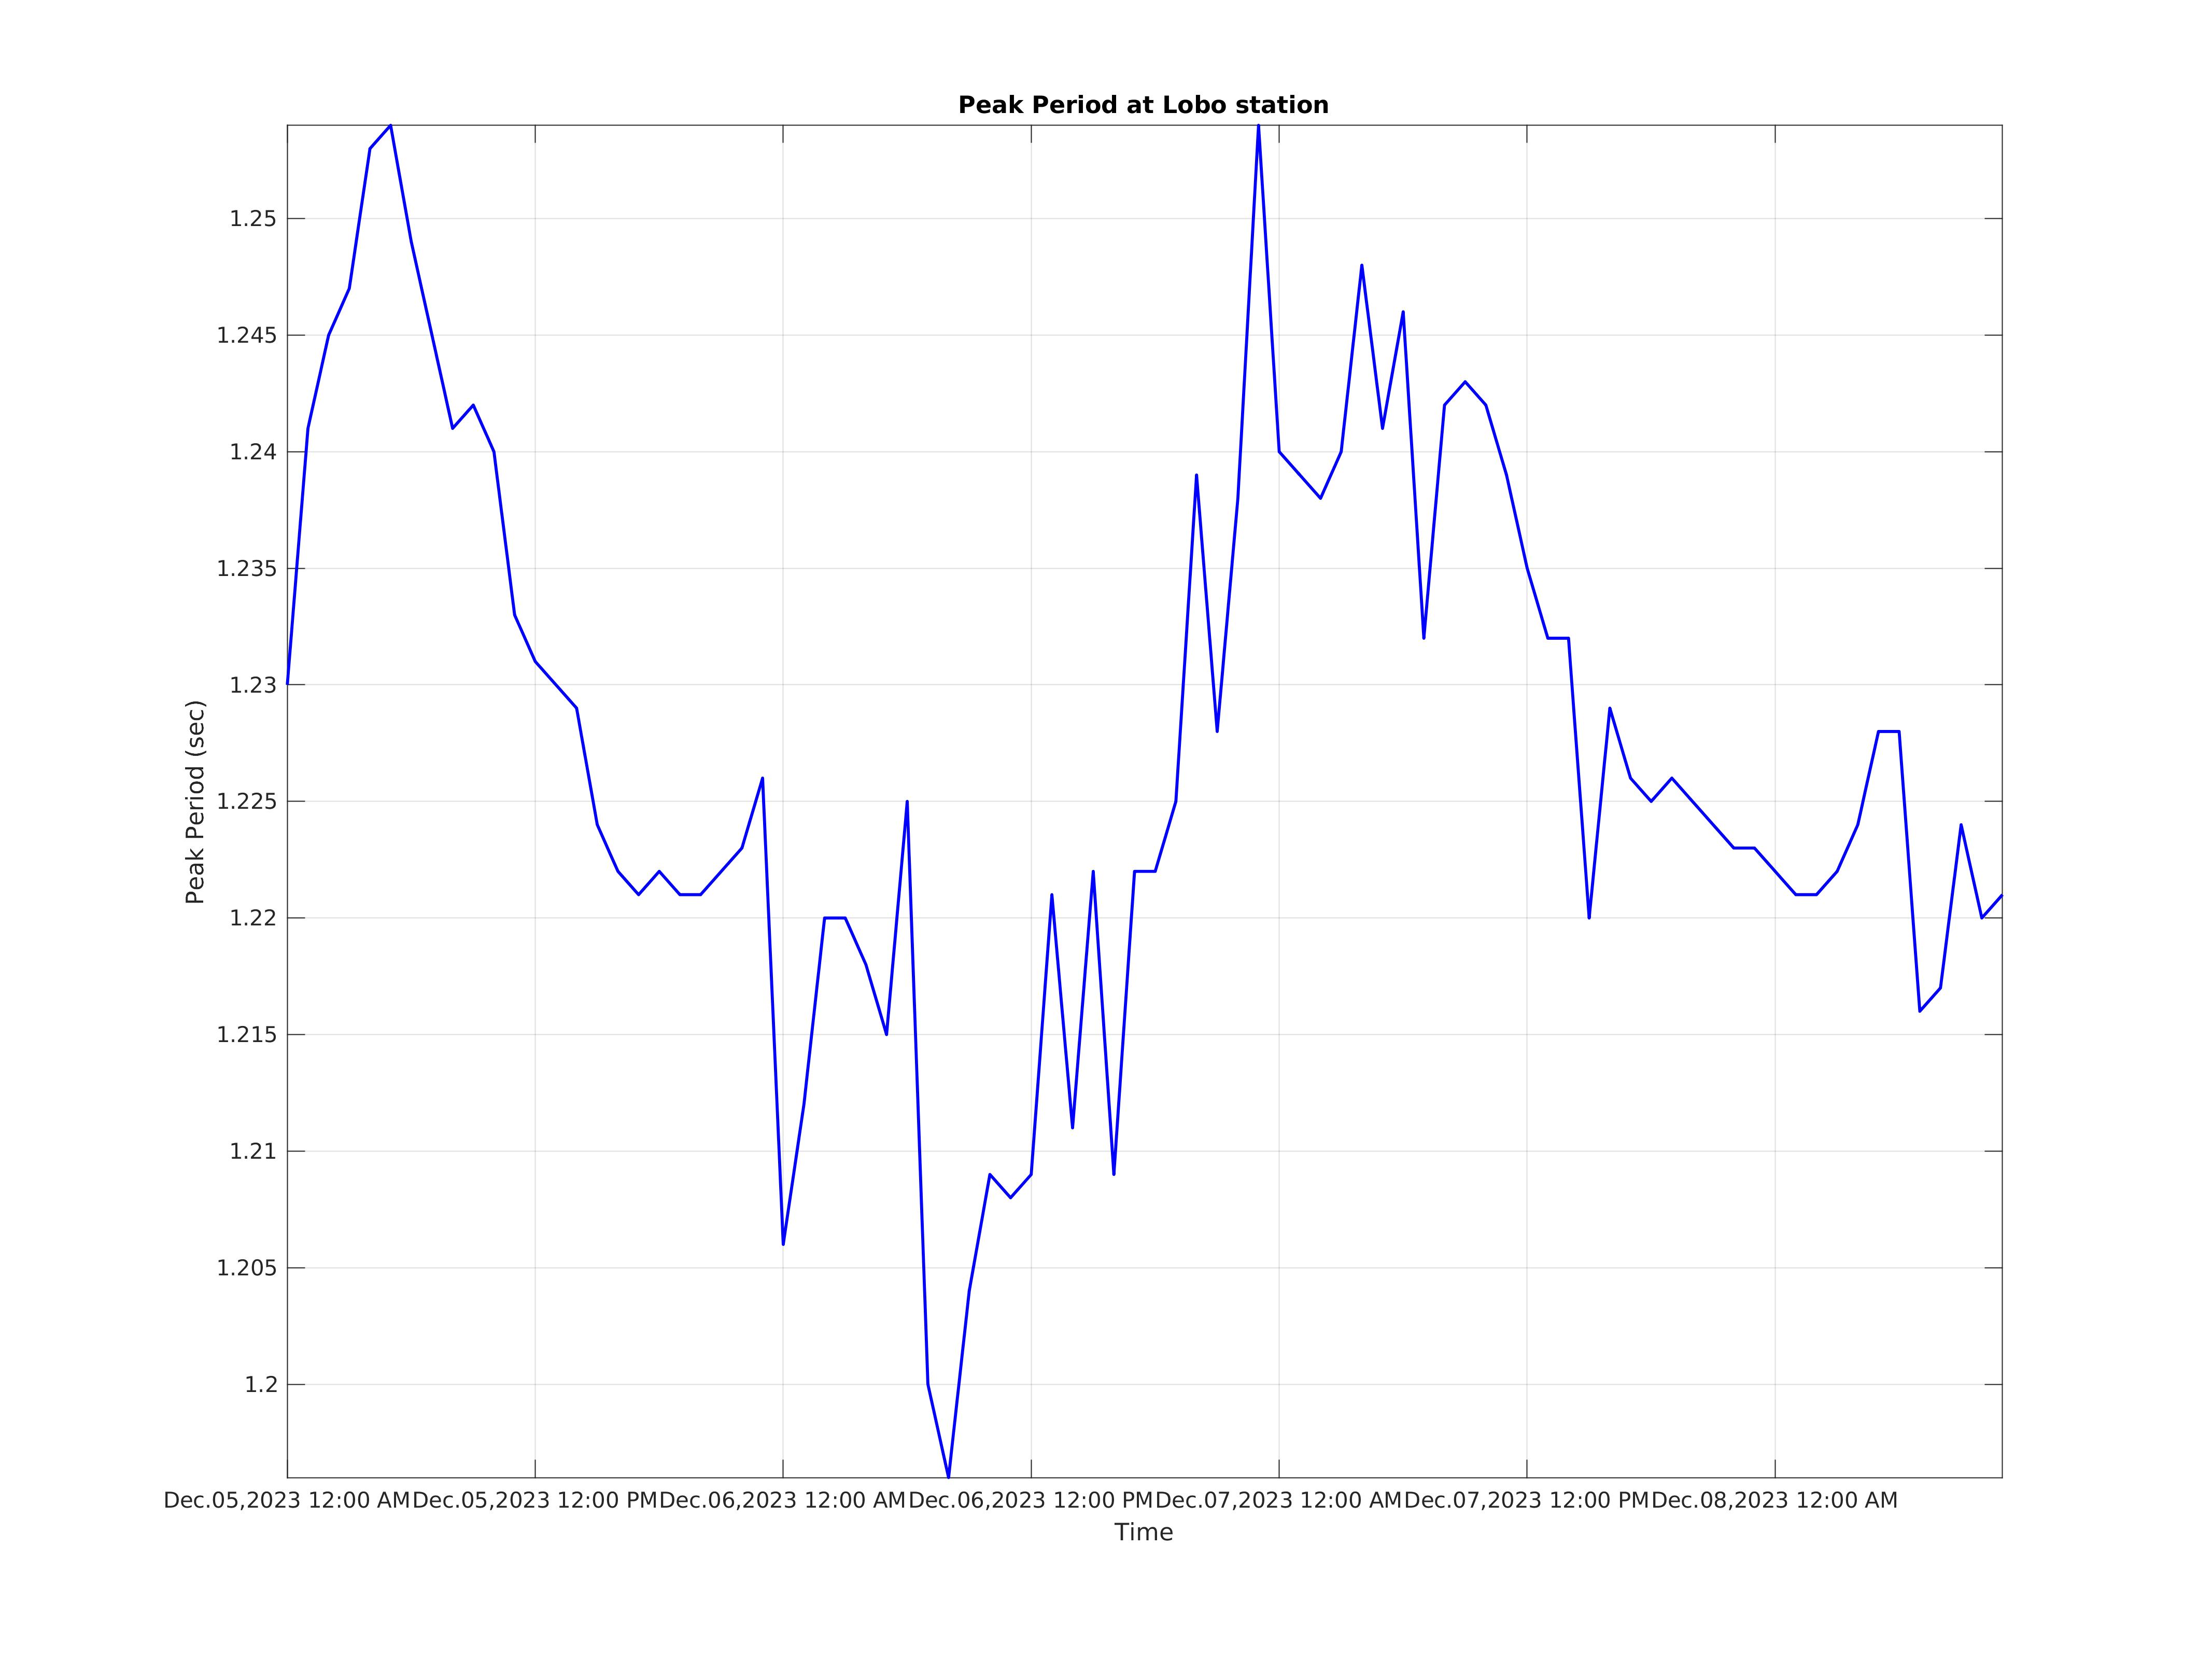 Peak Period at Lobo station
1.25
1.245
1.24
1.235
1.23
1.225
1.22
1.215
1.21
1.205
1.2
Peak Period (sec)
Dec.05,2023 12:00 AM Dec.05,2023 12:00 PM Dec.06,2023 12:00 AM Dec.06,2023 12:00 PM Dec.07,2023 12:00 AM Dec.07,2023 12:00 PM Dec.08,2023 12:00 AM
Time